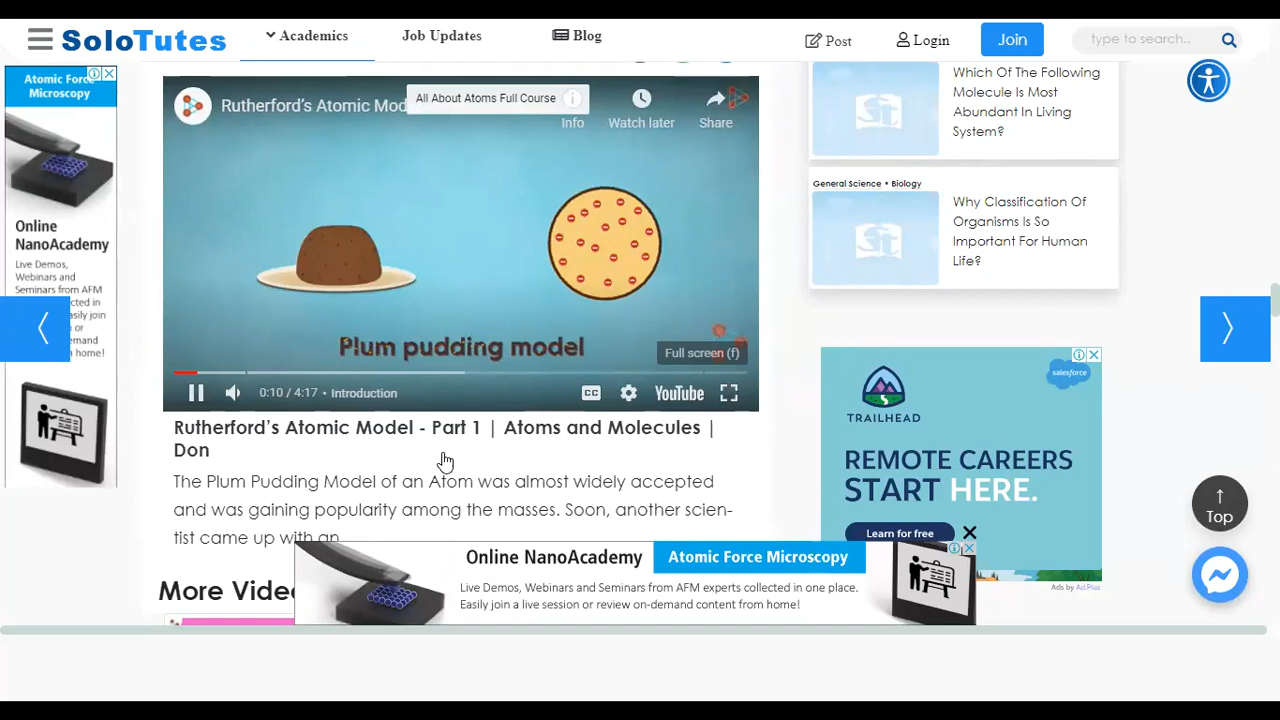 SoloTutes
Academics
Job Updates
Blog
Post
Login
Join
type to search..
Atomic Force
Microscopy
Online
NanoAcademy
Live Demos,
Webinars and
Seminars from AFM
home!
Rutherford's Atomic Mod
All About Atoms Full Course
Info
Watch later
Share
Plum pudding model
Full screen (f)
0:10 / 4:17 • Introduction
CC
YouTube
Rutherford's Atomic Model - Part 1 | Atoms and Molecules |
Don
The Plum Pudding Model of an Atom was almost widely accepted
and was gaining popularity among the masses. Soon, another scien-
tist came up with an
More Video
Which Of The Following
Molecule Is Most
Abundant In Living
System?
General Science • Biology
Why Classification Of
Organisms Is So
Important For Human
Life?
salesforce
TRAILHEAD
REMOTE CAREERS
START HERE.
Learn for free
Ads by Ad.Plus
↑
Top
Online NanoAcademy
Atomic Force Microscopy
Live Demos, Webinars and Seminars from AFM experts collected in one place.
Easily join a live session or review on-demand content from home!